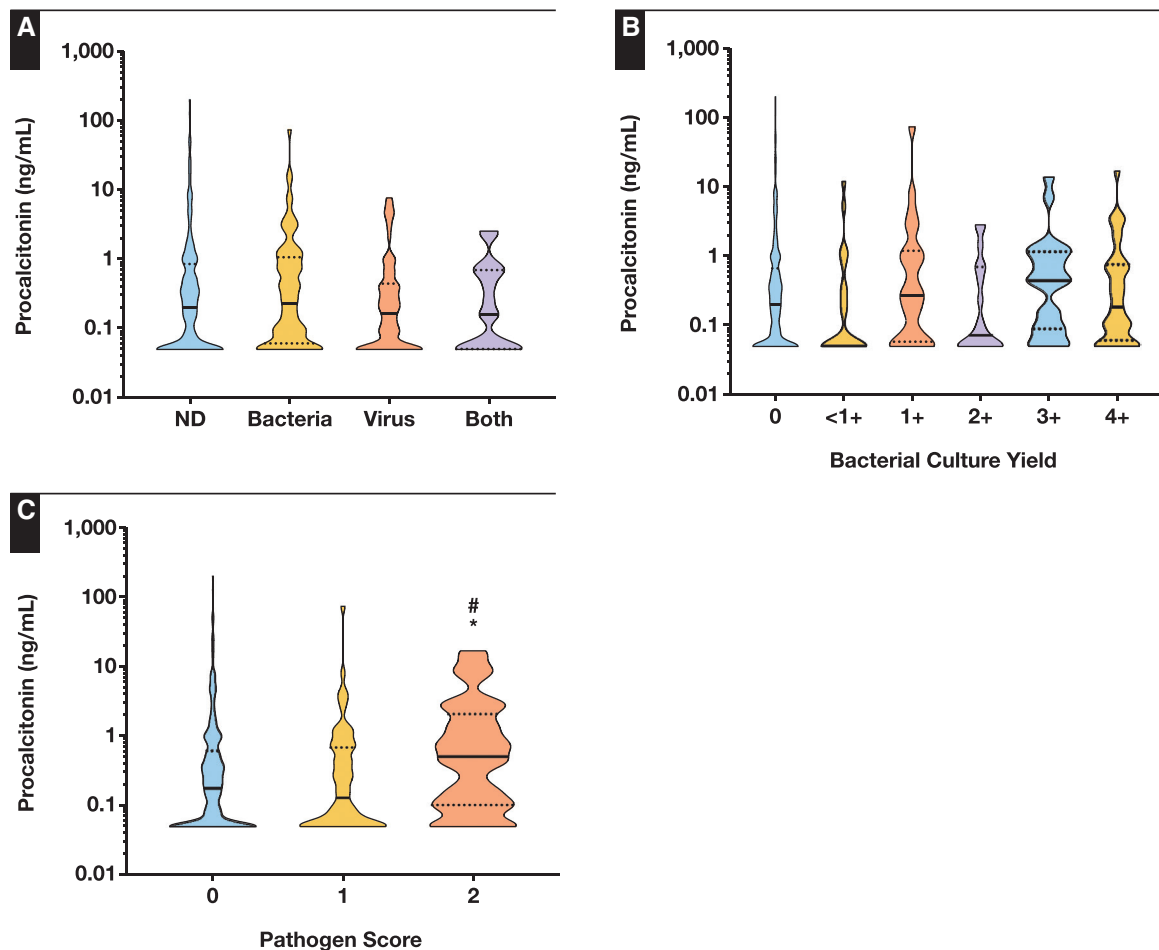 A
1,000
100
10
1
0.1
0.01
Procalcitonin (ng/mL)
ND Bacteria Virus Both
B
1,000
100
10
1
0.1
0.01
Procalcitonin (ng/mL)
0 <1+ 1+ 2+ 3+ 4+
Bacterial Culture Yield
C
1,000
100
10
1
0.1
0.01
Procalcitonin (ng/mL)
#
*
0 1 2
Pathogen Score